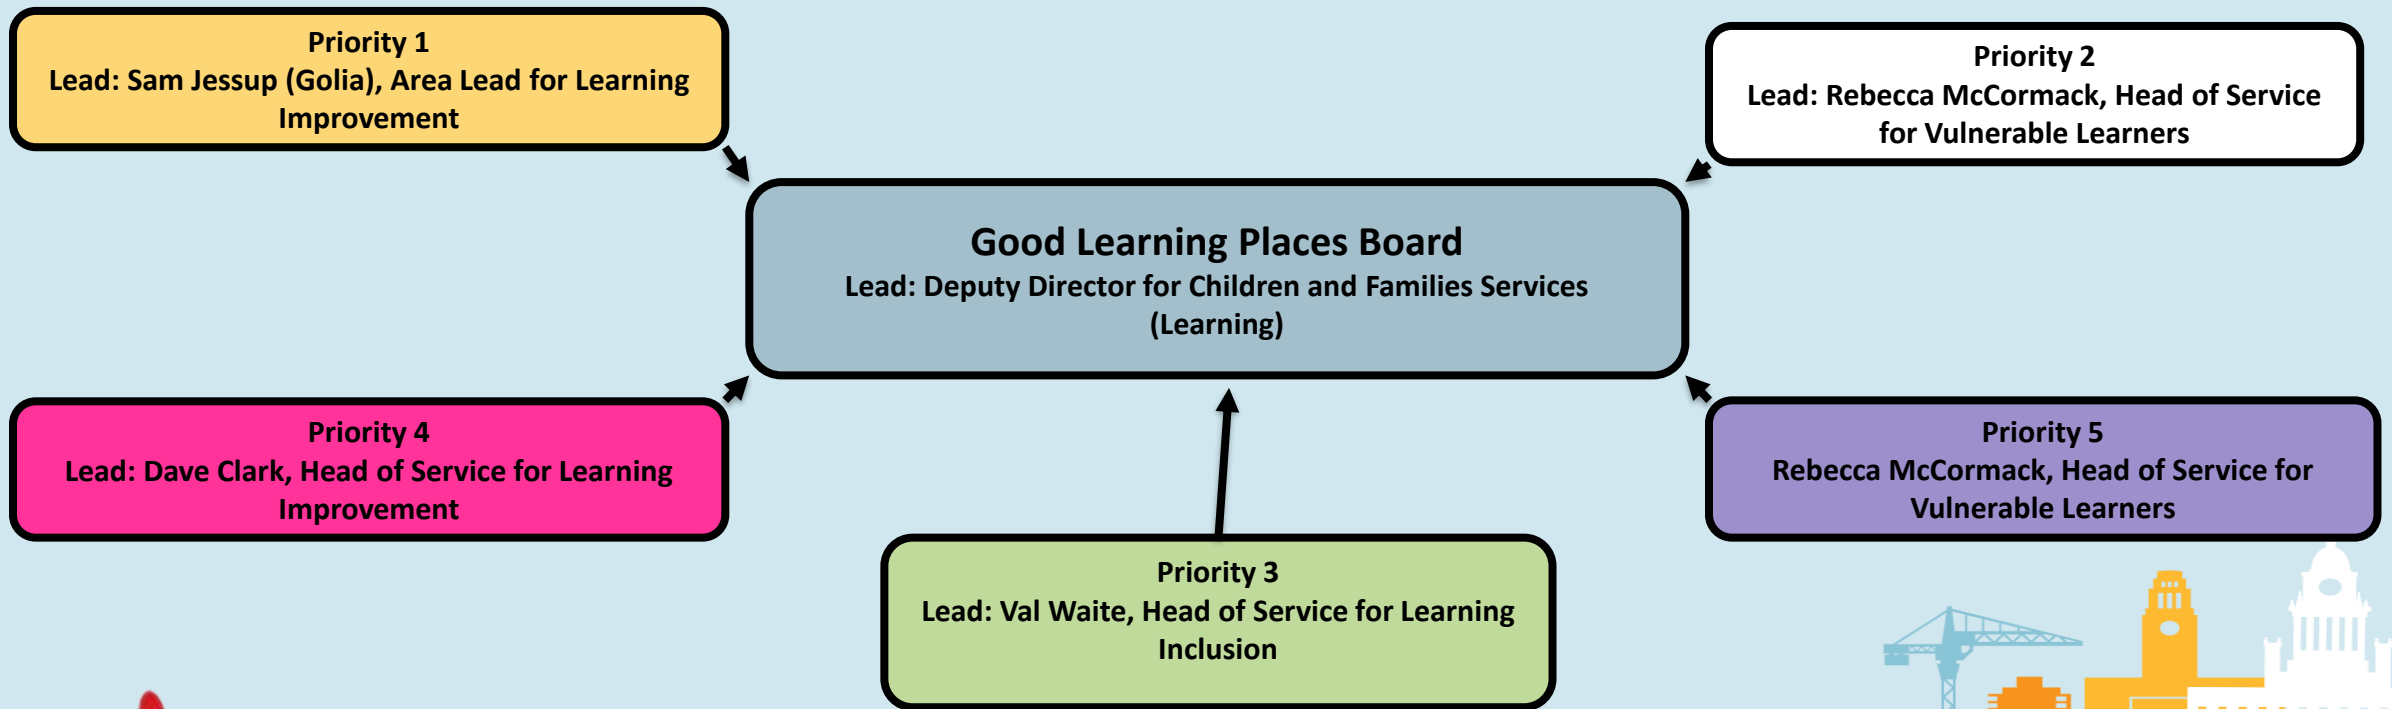 Priority 1
Lead: Sam Jessup (Golia), Area Lead for Learning
Improvement
Priority 2
Lead: Rebecca McCormack, Head of Service
for Vulnerable Learners
Good Learning Places Board
Lead: Deputy Director for Children and Families Services
(Learning)
Priority 4
Lead: Dave Clark, Head of Service for Learning
Improvement
Priority 5
Rebecca McCormack, Head of Service for
Vulnerable Learners
Priority 3
Lead: Val Waite, Head of Service for Learning
Inclusion